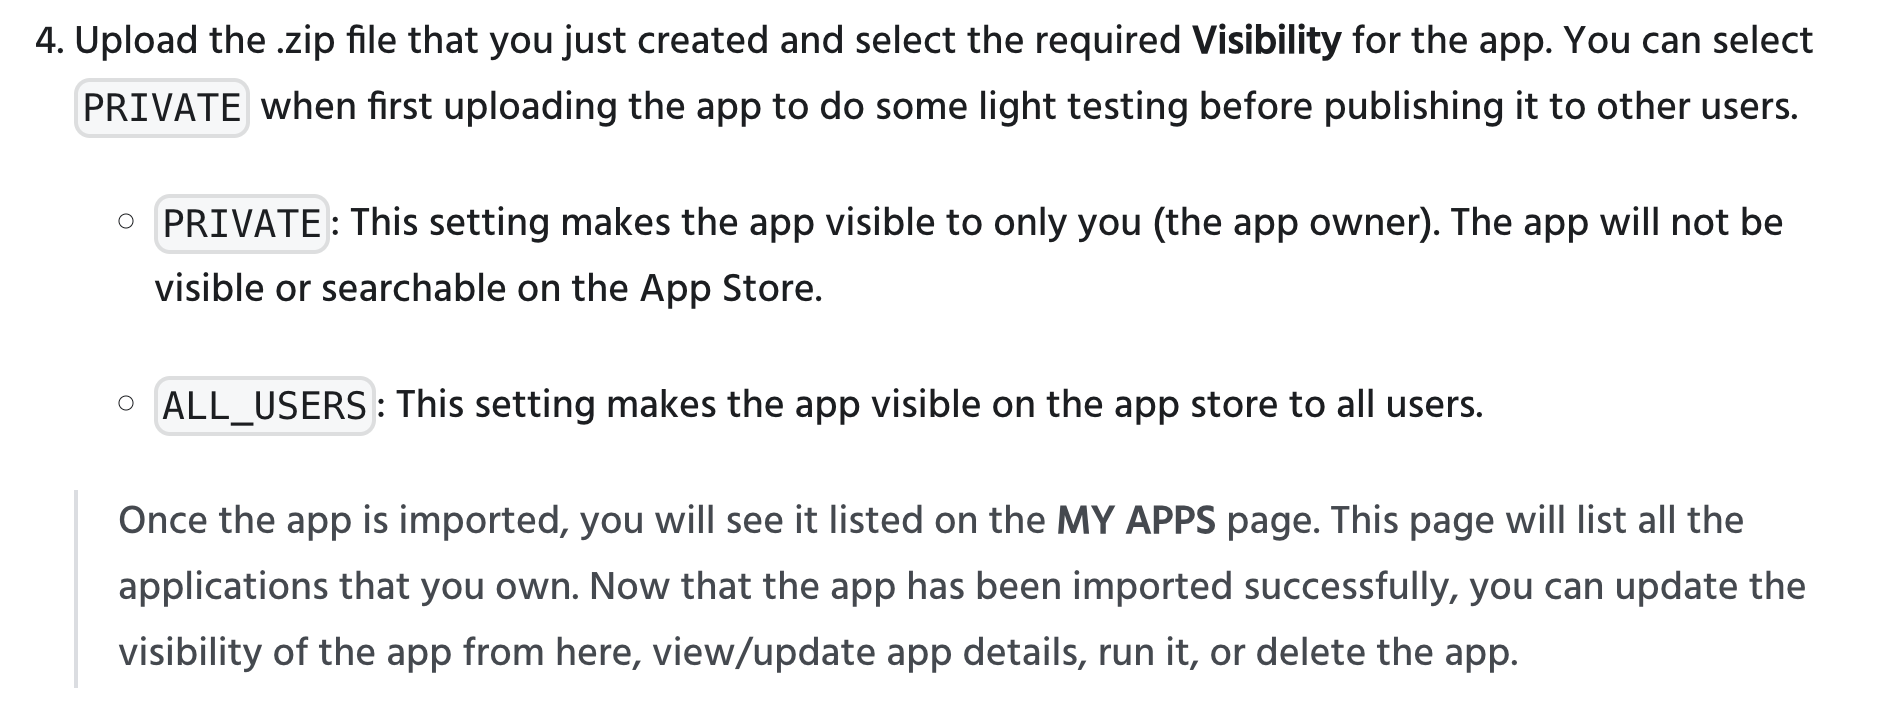 4. Upload the .zip file that you just created and select the required Visibility for the app. You can select
PRIVATE when first uploading the app to do some light testing before publishing it to other users.
○ PRIVATE: This setting makes the app visible to only you (the app owner). The app will not be
visible or searchable on the App Store.
○ ALL_USERS: This setting makes the app visible on the app store to all users.
Once the app is imported, you will see it listed on the MY APPS page. This page will list all the
applications that you own. Now that the app has been imported successfully, you can update the
visibility of the app from here, view/update app details, run it, or delete the app.